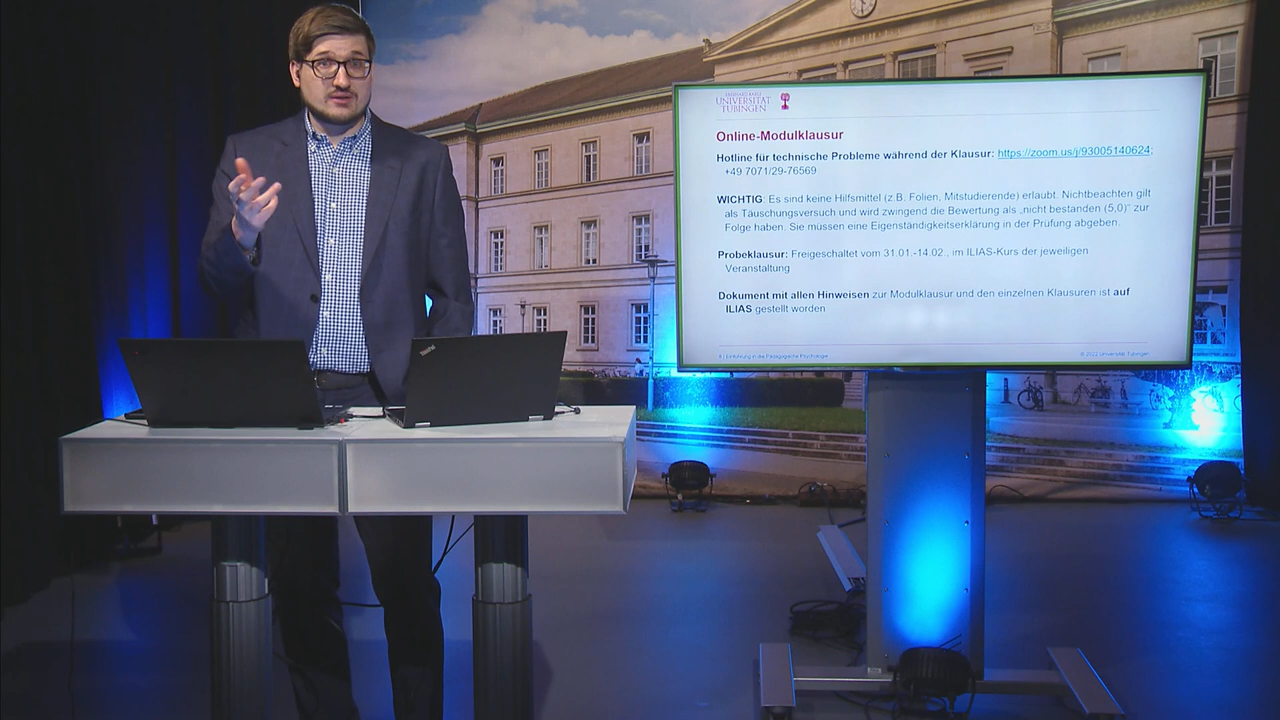 EBERHARD KARLS
UNIVERSITÄT
TÜBINGEN
Online-Modulklausur
Hotline für technische Probleme während der Klausur: https://zoom.us/j/93005140624;
+49 7071/29-76569
WICHTIG: Es sind keine Hilfsmittel (z.B. Folien, Mitstudierende) erlaubt. Nichtbeachten gilt
als Täuschungsversuch und wird zwingend die Bewertung als „nicht bestanden (5,0)“ zur
Folge haben. Sie müssen eine Eigenständigkeitserklärung in der Prüfung abgeben.
Probeklausur: Freigeschaltet vom 31.01.-14.02., im ILIAS-Kurs der jeweiligen
Veranstaltung
Dokument mit allen Hinweisen zur Modulklausur und den einzelnen Klausuren ist auf
ILIAS gestellt worden
8 | Einführung in die Pädagogische Psychologie
© 2022 Universität Tübingen
ThinkPad